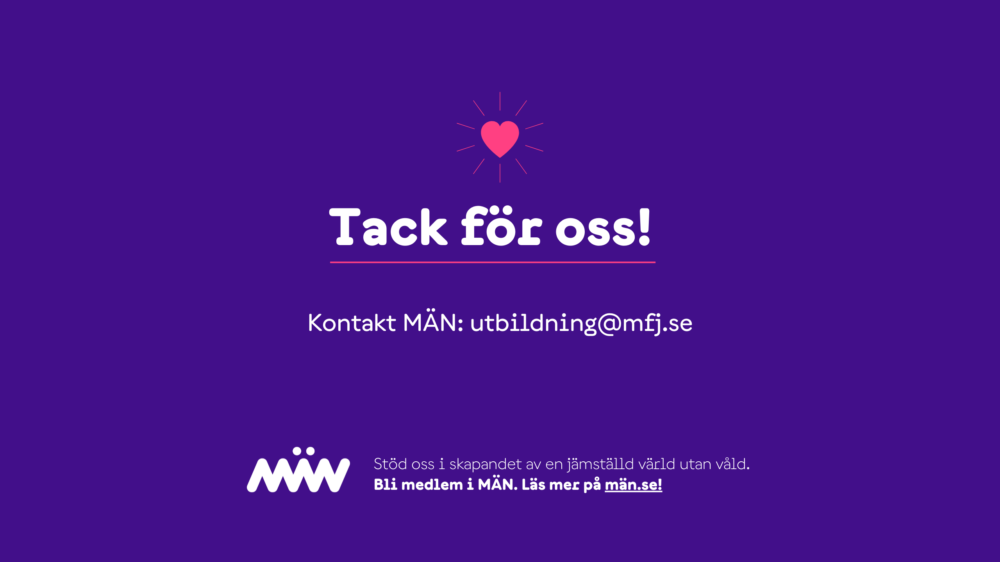 Tack för oss!
Kontakt MÄN: utbildning@mfj.se
MÄN
Stöd oss i skapandet av en jämställd värld utan våld.
Bli medlem i MÄN. Läs mer på män.se!